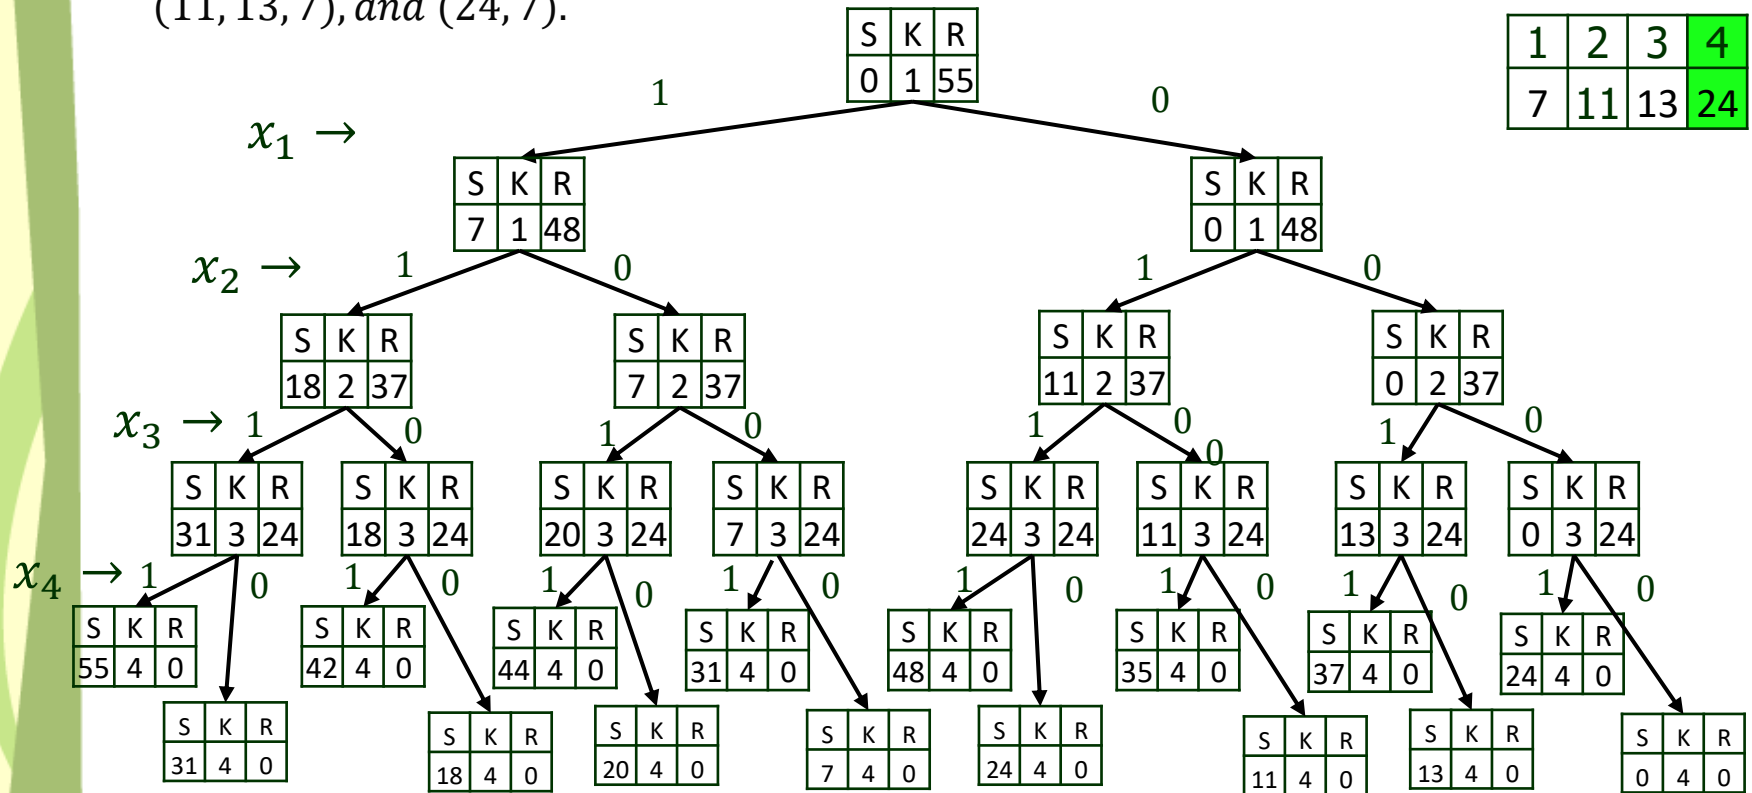 (11, 13, 7), and (24, 7).
S K R
0 1 55
1 2 3 4
7 11 13 24
1 0
x₁ →
S K R S K R
7 1 48 0 1 48
x₂ → 1 0 1 0
S K R S K R S K R S K R
18 2 37 7 2 37 11 2 37 0 2 37
x₃ → 1 0 1 0 1 0 0 1 0
S K R S K R S K R S K R S K R S K R S K R S K R
31 3 24 18 3 24 20 3 24 7 3 24 24 3 24 11 3 24 13 3 24 0 3 24
x₄ → 1 0 1 0 1 0 1 0 1 0 1 0 1 0 1 0
S K R S K R S K R S K R S K R S K R S K R S K R
55 4 0 42 4 0 44 4 0 31 4 0 48 4 0 35 4 0 37 4 0 24 4 0
S K R S K R S K R S K R S K R S K R S K R S K R
31 4 0 18 4 0 20 4 0 7 4 0 24 4 0 11 4 0 13 4 0 0 4 0